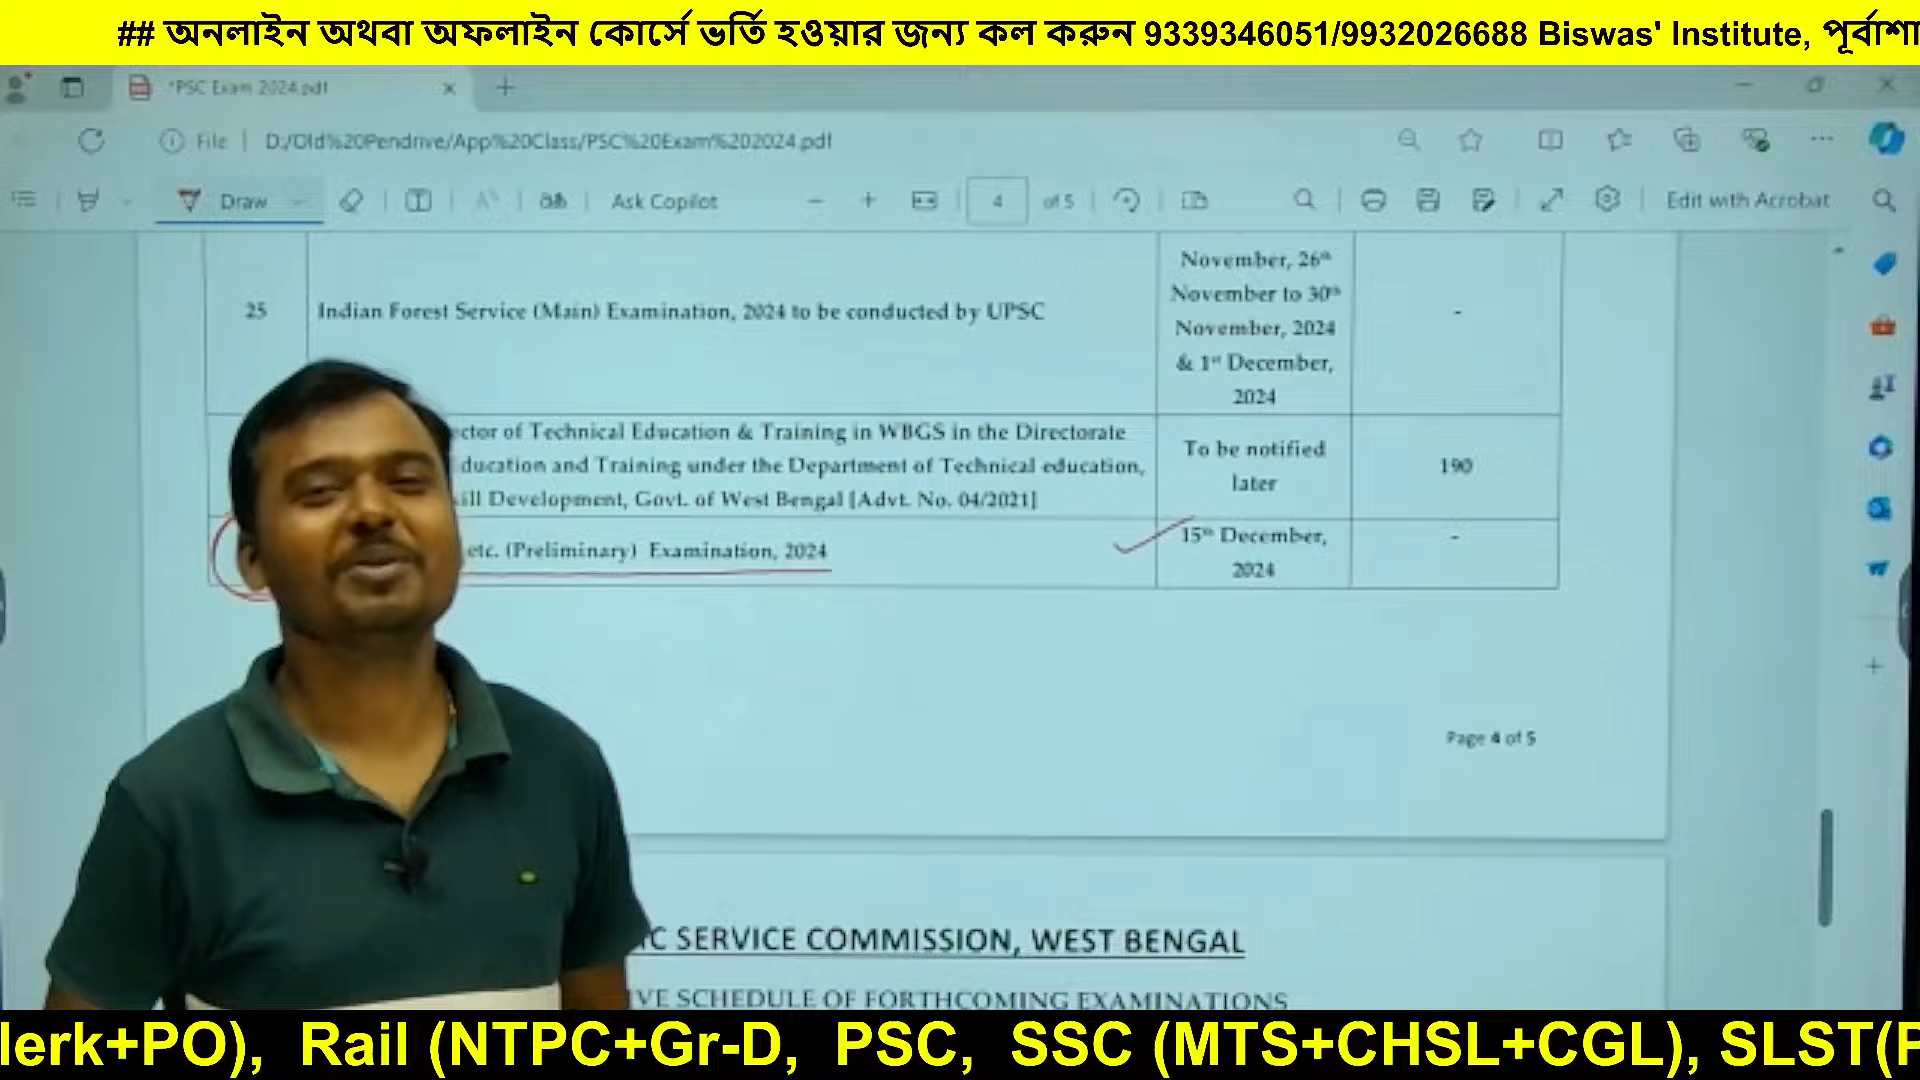 ## অনলাইন অথবা অফলাইন কোর্সে ভর্তি হওয়ার জন্য কল করুন 9339346051/9932026688 Biswas' Institute, পূর্বাশা
*PSC Exam 2024.pdf
File | D:/Old%20Pendrive/App%20Class/PSC%20Exam%202024.pdf
Draw Ask Copilot 4 of 5 Edit with Acrobat
25 Indian Forest Service (Main) Examination, 2024 to be conducted by UPSC
November, 26th
November to 30th
November, 2024
& 1st December,
2024
-
ector of Technical Education & Training in WBGS in the Directorate
ducation and Training under the Department of Technical education,
ill Development, Govt. of West Bengal [Advt. No. 04/2021]
To be notified
later
190
etc. (Preliminary) Examination, 2024
15th December,
2024
-
Page 4 of 5
IC SERVICE COMMISSION, WEST BENGAL
IVE SCHEDULE OF FORTHCOMING EXAMINATIONS
lerk+PO), Rail (NTPC+Gr-D, PSC, SSC (MTS+CHSL+CGL), SLST(P